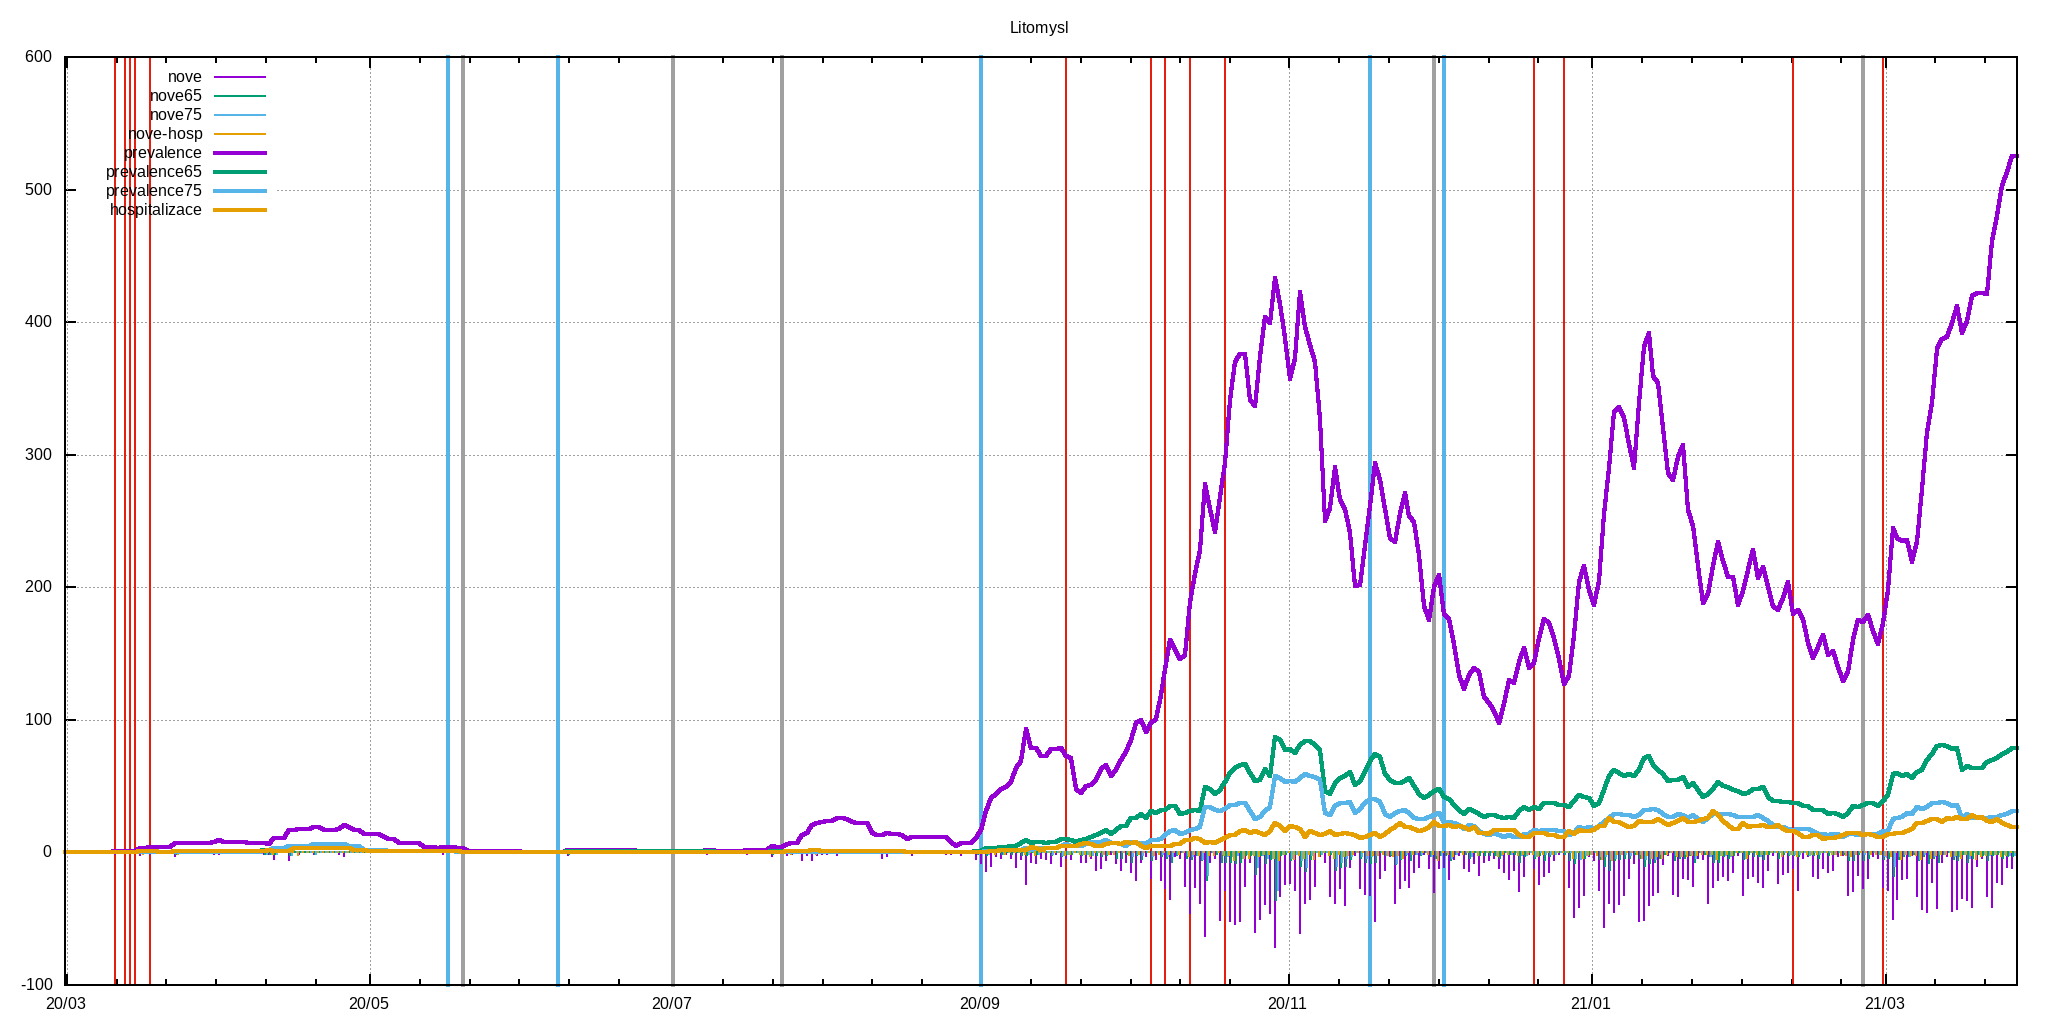 Litomysl
600
500
400
300
200
100
0
-100
nove
nove65
nove75
nove-hosp
prevalence
prevalence65
prevalence75
hospitalizace
20/03 20/05 20/07 20/09 20/11 21/01 21/03